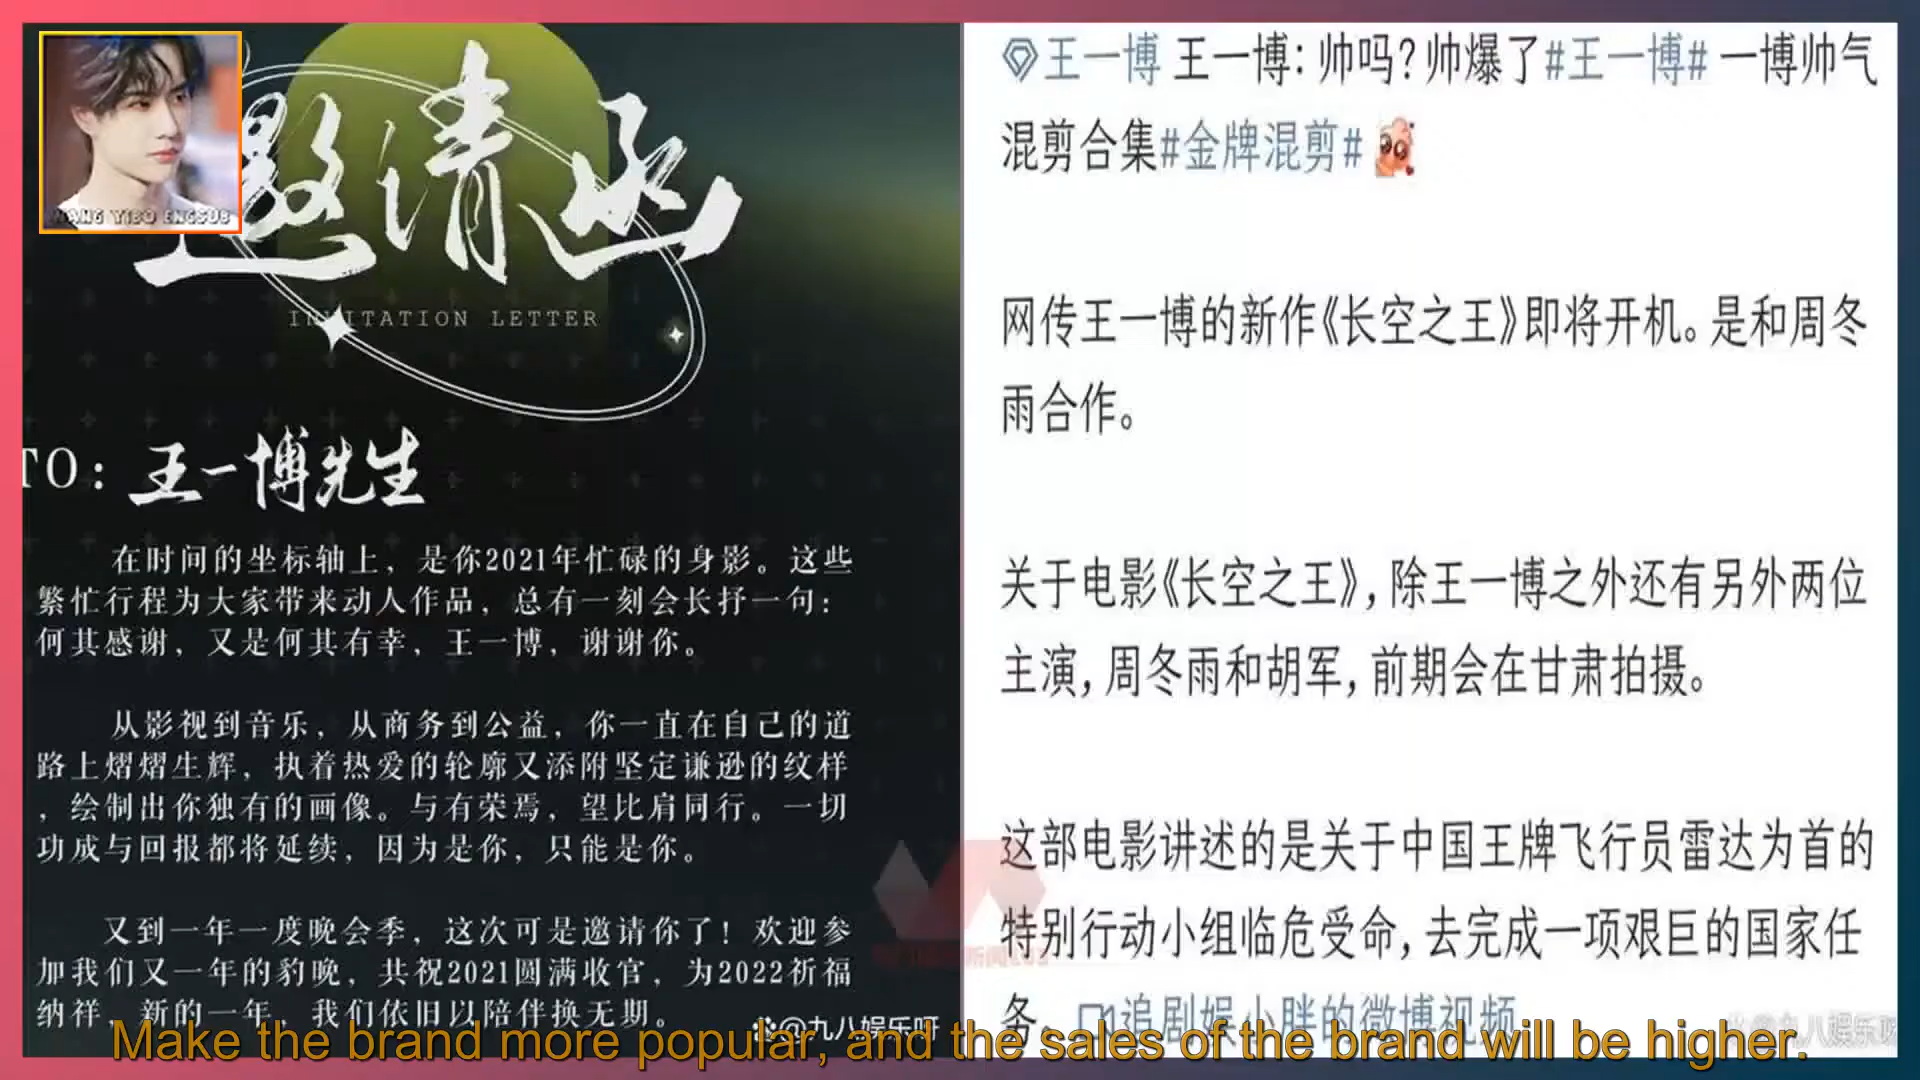 WANG YIBO ENGSUB
邀请函
INVITATION LETTER
TO: 王一博先生
在时间的坐标轴上，是你2021年忙碌的身影。这些
繁忙行程为大家带来动人作品，总有一刻会长抒一句：
何其感谢，又是何其有幸，王一博，谢谢你。
从影视到音乐，从商务到公益，你一直在自己的道
路上熠熠生辉，执着热爱的轮廓又添附坚定谦逊的纹样
，绘制出你独有的画像。与有荣焉，望比肩同行。一切
功成与回报都将延续，因为是你，只能是你。
又到一年一度晚会季，这次可是邀请你了！欢迎参
加我们又一年的豹晚，共祝2021圆满收官，为2022祈福
纳祥，新的一年，我们依旧以陪伴换无期。
@九八娱乐呀
王一博 王一博：帅吗？帅爆了#王一博# 一博帅气
混剪合集#金牌混剪#
网传王一博的新作《长空之王》即将开机。是和周冬
雨合作。
关于电影《长空之王》，除王一博之外还有另外两位
主演，周冬雨和胡军，前期会在甘肃拍摄。
这部电影讲述的是关于中国王牌飞行员雷达为首的
特别行动小组临危受命，去完成一项艰巨的国家任
务。追剧娱小胖的微博视频
Make the brand more popular, and the sales of the brand will be higher.